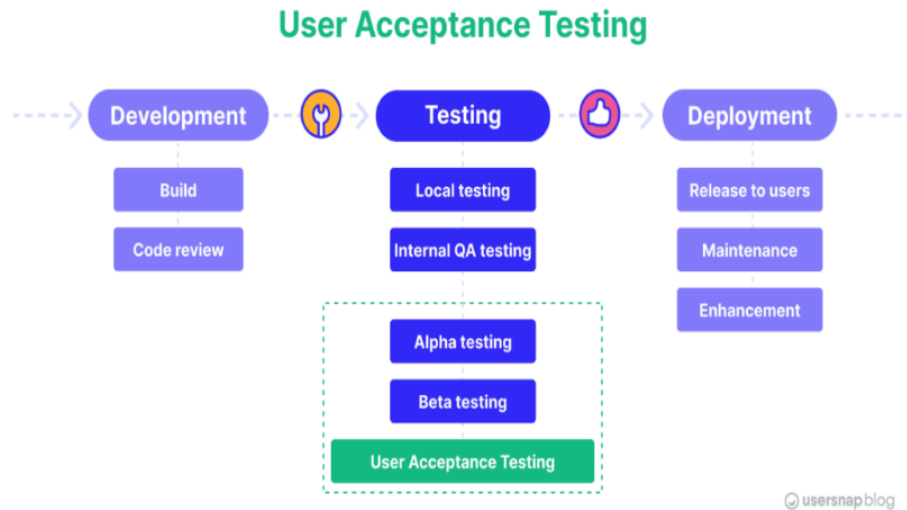 User Acceptance Testing
Development
Testing
Deployment
Build
Local testing
Release to users
Code review
Internal QA testing
Maintenance
Enhancement
Alpha testing
Beta testing
User Acceptance Testing
usersnap blog